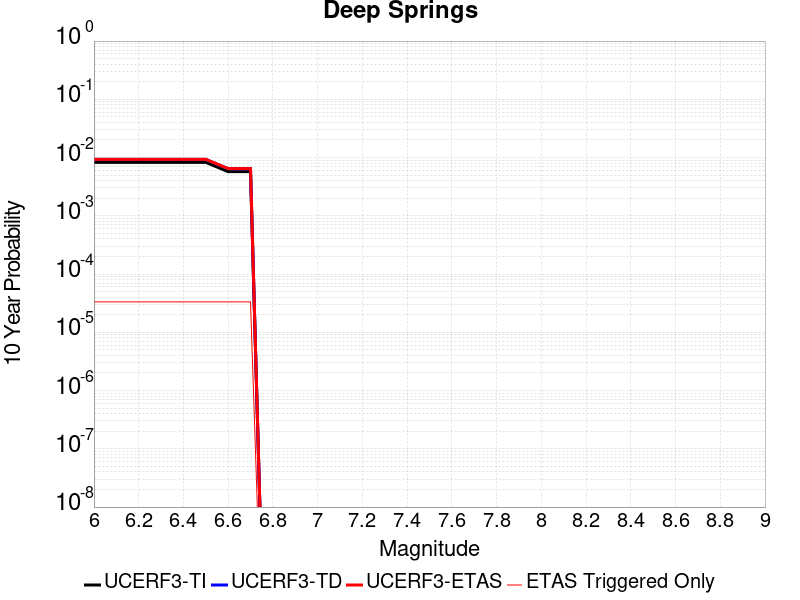 Deep Springs
10 Year Probability
10^0
10^-1
10^-2
10^-3
10^-4
10^-5
10^-6
10^-7
10^-8
6 6.2 6.4 6.6 6.8 7 7.2 7.4 7.6 7.8 8 8.2 8.4 8.6 8.8 9
Magnitude
UCERF3-TI UCERF3-TD UCERF3-ETAS ETAS Triggered Only